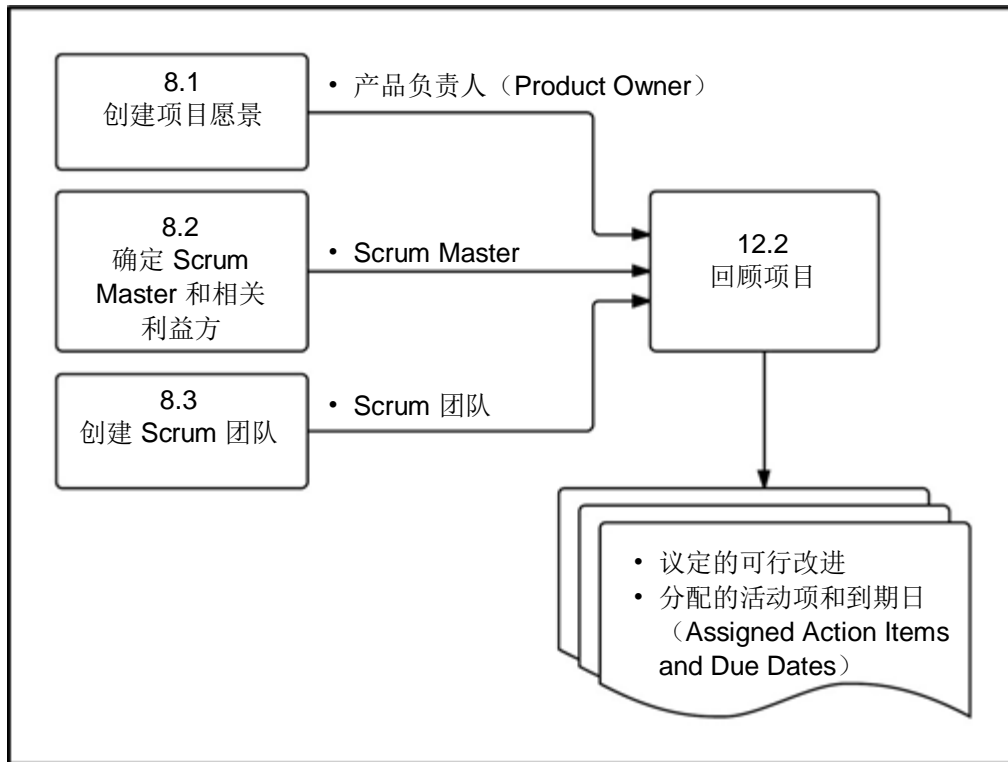 8.1
创建项目愿景
• 产品负责人（Product Owner）
8.2
确定 Scrum
Master 和相关
利益方
• Scrum Master
12.2
回顾项目
8.3
创建 Scrum 团队
• Scrum 团队
• 议定的可行改进
• 分配的活动项和到期日
（Assigned Action Items
and Due Dates）